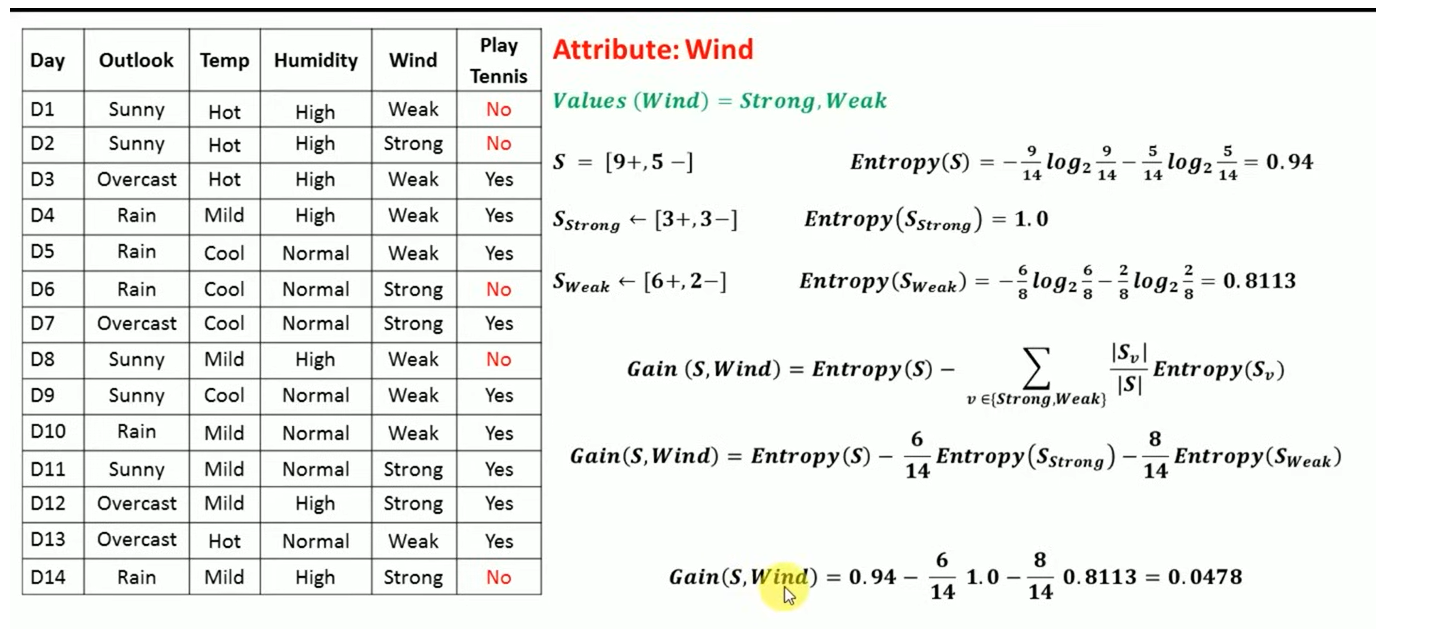 Day Outlook Temp Humidity Wind Play Tennis
D1 Sunny Hot High Weak No
D2 Sunny Hot High Strong No
D3 Overcast Hot High Weak Yes
D4 Rain Mild High Weak Yes
D5 Rain Cool Normal Weak Yes
D6 Rain Cool Normal Strong No
D7 Overcast Cool Normal Strong Yes
D8 Sunny Mild High Weak No
D9 Sunny Cool Normal Weak Yes
D10 Rain Mild Normal Weak Yes
D11 Sunny Mild Normal Strong Yes
D12 Overcast Mild High Strong Yes
D13 Overcast Hot Normal Weak Yes
D14 Rain Mild High Strong No
Attribute: Wind
Values (Wind) = Strong, Weak
S = [9+, 5 −] Entropy(S) = −9/14 log₂ 9/14 − 5/14 log₂ 5/14 = 0.94
S_Strong ← [3+, 3−] Entropy(S_Strong) = 1.0
S_Weak ← [6+, 2−] Entropy(S_Weak) = −6/8 log₂ 6/8 − 2/8 log₂ 2/8 = 0.8113
Gain (S, Wind) = Entropy(S) − ∑ v ∈{Strong,Weak} |S_v|/|S| Entropy(S_v)
Gain(S, Wind) = Entropy(S) − 6/14 Entropy(S_Strong) − 8/14 Entropy(S_Weak)
Gain(S, Wind) = 0.94 − 6/14 1.0 − 8/14 0.8113 = 0.0478